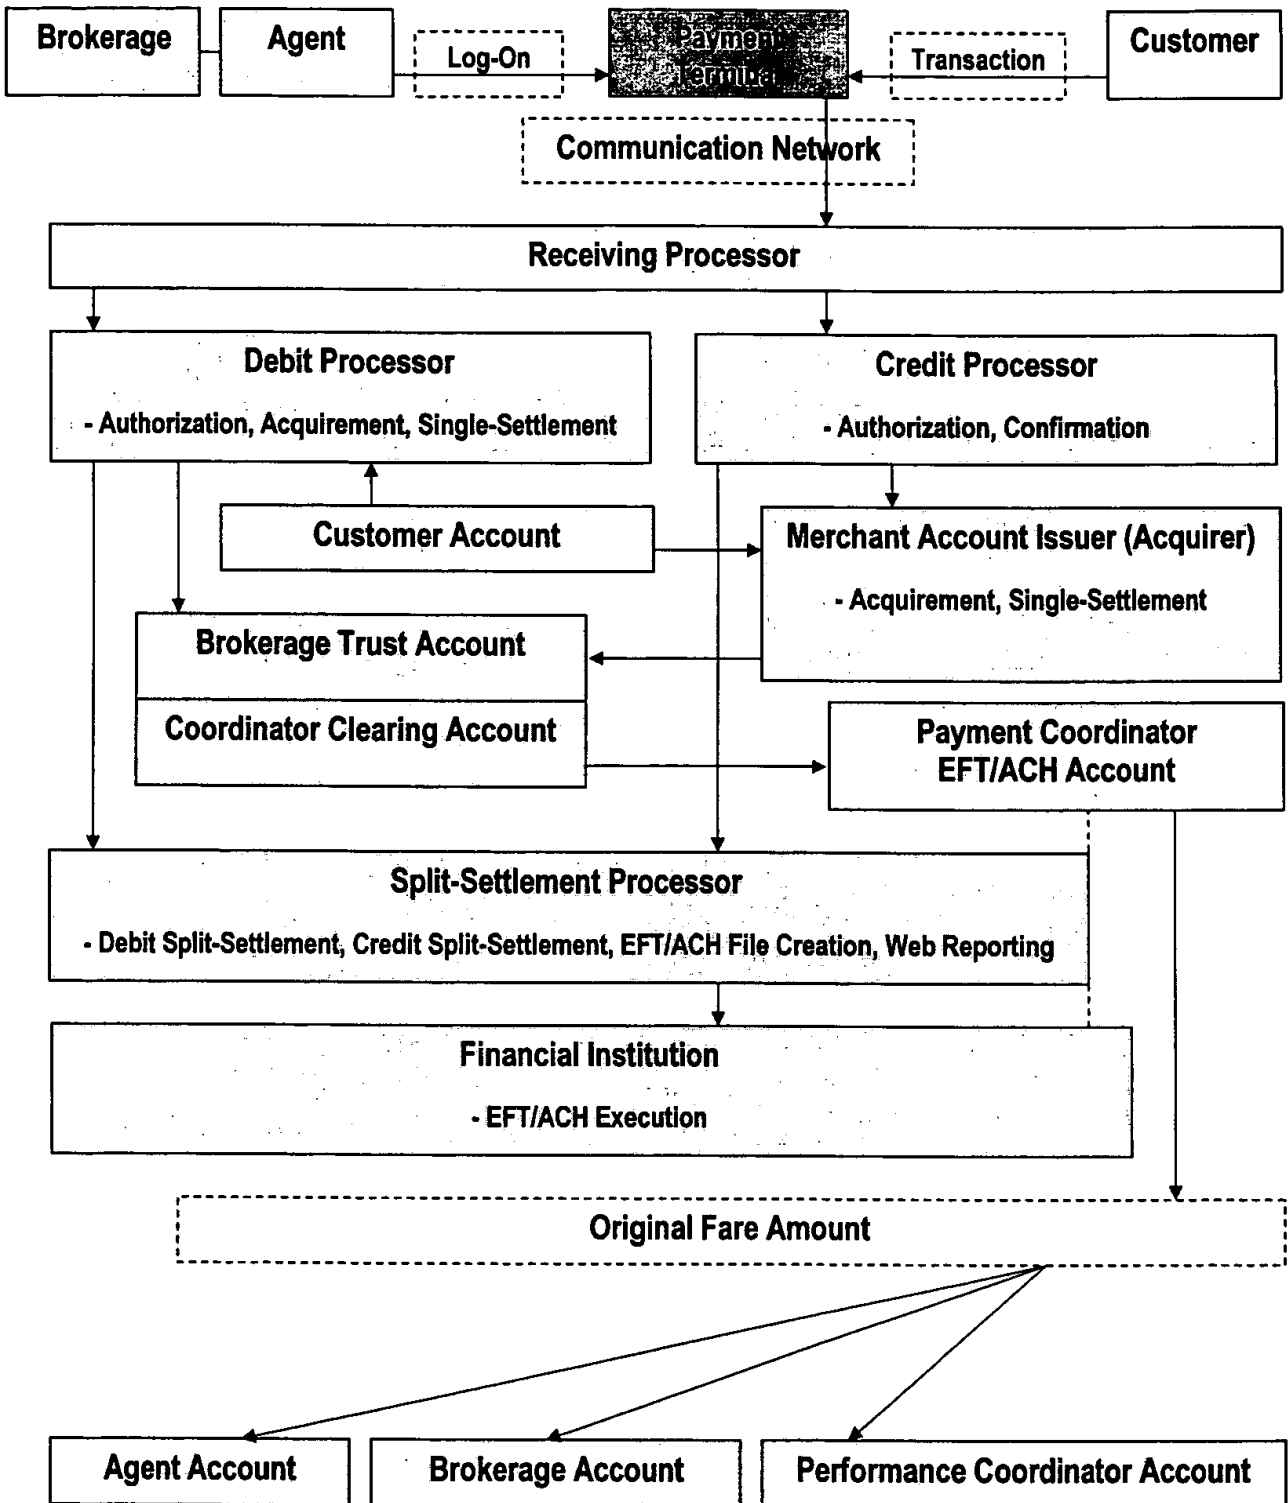 Brokerage
Agent
Log-On
Payment
Terminal
Transaction
Customer
Communication Network
Receiving Processor
Debit Processor
- Authorization, Acquirement, Single-Settlement
Credit Processor
- Authorization, Confirmation
Customer Account
Merchant Account Issuer (Acquirer)
- Acquirement, Single-Settlement
Brokerage Trust Account
Coordinator Clearing Account
Payment Coordinator
EFT/ACH Account
Split-Settlement Processor
- Debit Split-Settlement, Credit Split-Settlement, EFT/ACH File Creation, Web Reporting
Financial Institution
- EFT/ACH Execution
Original Fare Amount
Agent Account
Brokerage Account
Performance Coordinator Account